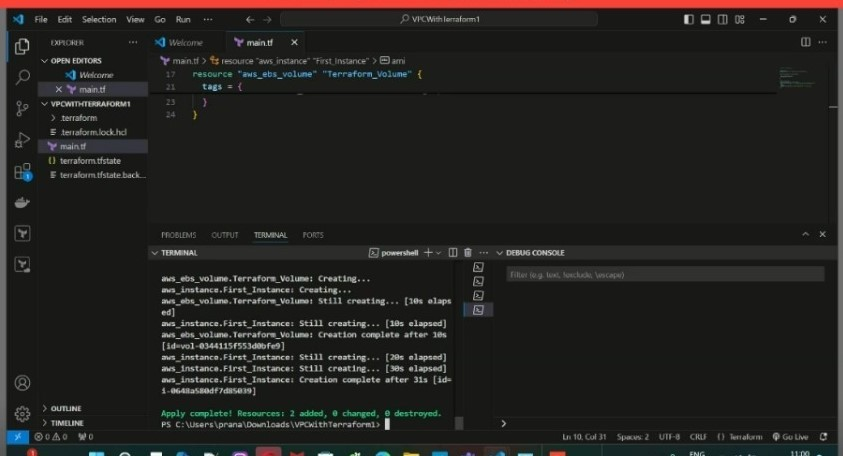 File Edit Selection View Go Run ··· VPCWithTerraform1
EXPLORER ···
Welcome main.tf
OPEN EDITORS
Welcome
main.tf
VPCWITHTERRAFORM1
.terraform
.terraform.lock.hcl
main.tf
terraform.tfstate
terraform.tfstate.back...
OUTLINE
TIMELINE
main.tf > resource "aws_instance" "First_Instance" > ami
17 resource "aws_ebs_volume" "Terraform_Volume" {
21 tags = {
23 }
24 }
PROBLEMS OUTPUT TERMINAL PORTS
TERMINAL powershell
DEBUG CONSOLE
Filter (e.g. text, !exclude, \escape)
aws_ebs_volume.Terraform_Volume: Creating...
aws_instance.First_Instance: Creating...
aws_ebs_volume.Terraform_Volume: Still creating... [10s elaps
ed]
aws_instance.First_Instance: Still creating... [10s elapsed]
aws_ebs_volume.Terraform_Volume: Creation complete after 10s
[id=vol-0344115f553d0bfe9]
aws_instance.First_Instance: Still creating... [20s elapsed]
aws_instance.First_Instance: Still creating... [30s elapsed]
aws_instance.First_Instance: Creation complete after 31s [id=
i-0648a580df7d85039]
Apply complete! Resources: 2 added, 0 changed, 0 destroyed.
PS C:\Users\prana\Downloads\VPCWithTerraform1>
0 0 0 Ln 10, Col 31 Spaces: 2 UTF-8 CRLF {} Terraform Go Live
ENG 11:00